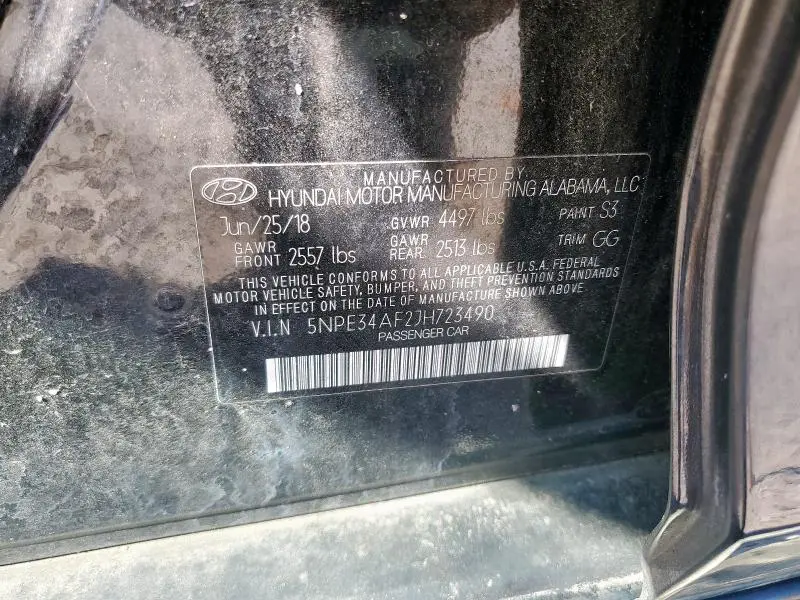 MANUFACTURED BY
HYUNDAI MOTOR MANUFACTURING ALABAMA, LLC
Jun/25/18 GVWR 4497 lbs PAINT S3
GAWR FRONT 2557 lbs GAWR REAR 2513 lbs TRIM GG
THIS VEHICLE CONFORMS TO ALL APPLICABLE U.S.A. FEDERAL
MOTOR VEHICLE SAFETY, BUMPER, AND THEFT PREVENTION STANDARDS
IN EFFECT ON THE DATE OF MANUFACTURE SHOWN ABOVE.
V.I.N 5NPE34AF2JH723490
PASSENGER CAR